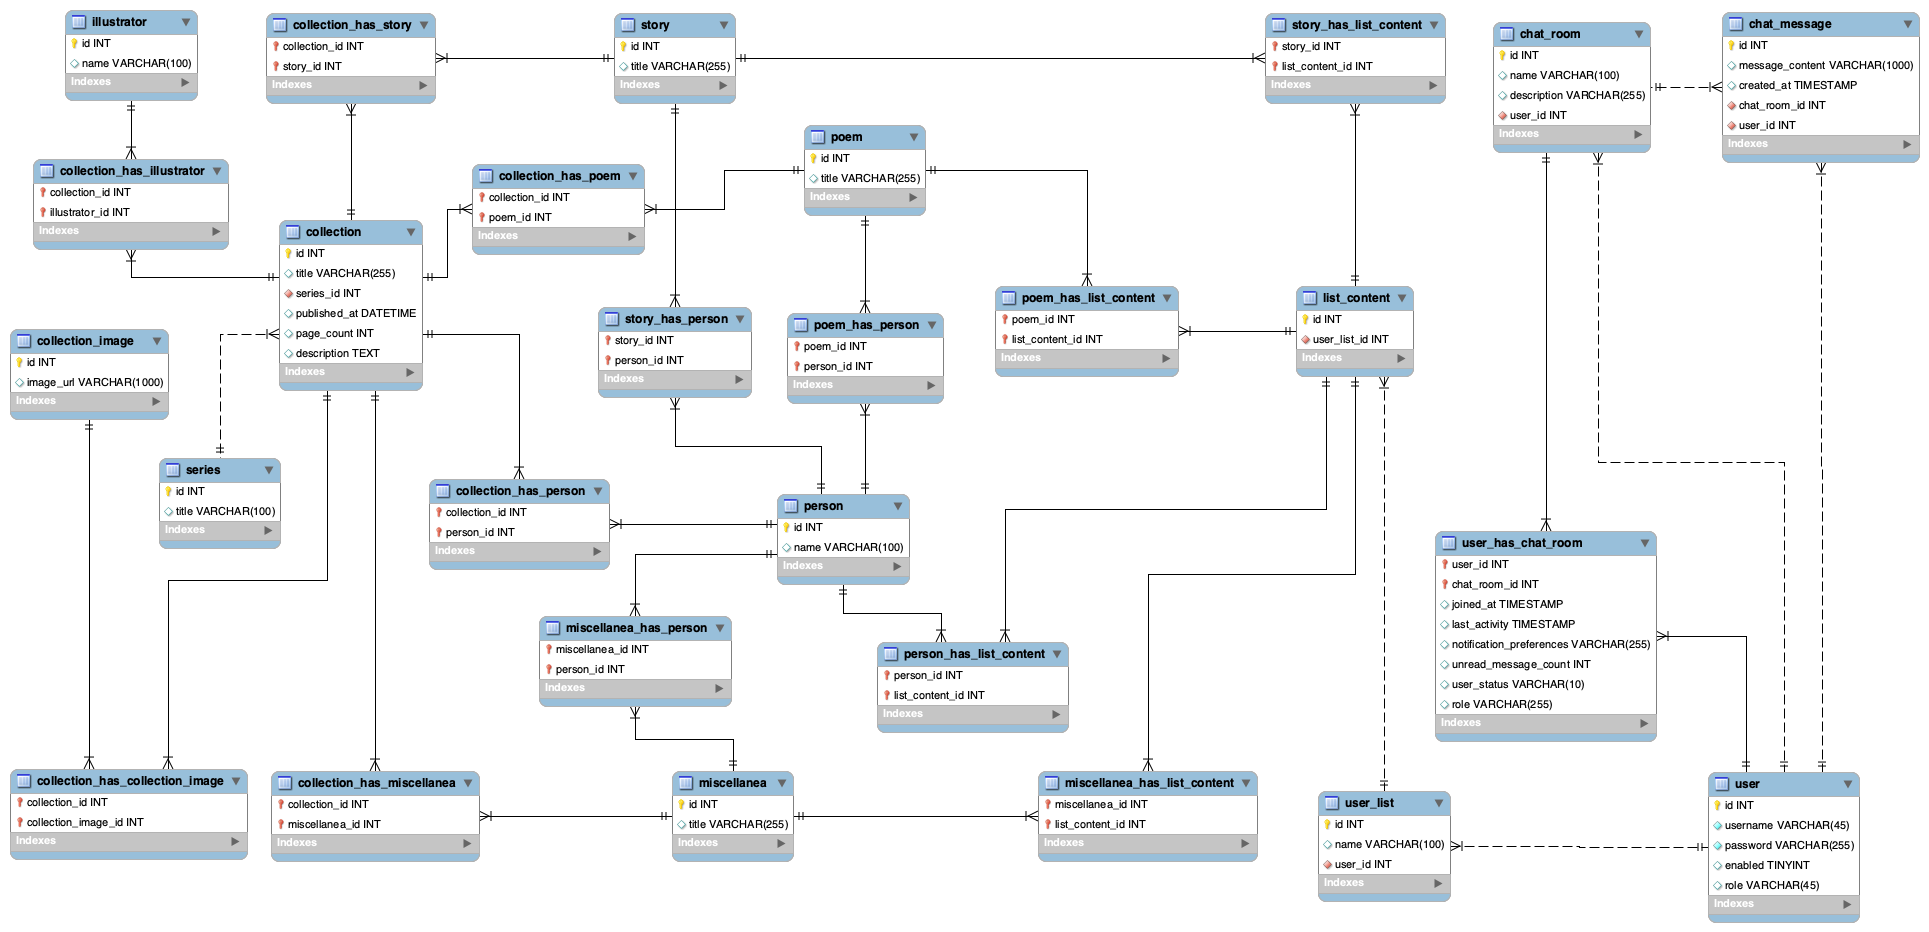 illustrator
id INT
name VARCHAR(100)
Indexes
collection_has_story
collection_id INT
story_id INT
Indexes
story
id INT
title VARCHAR(255)
Indexes
story_has_list_content
story_id INT
list_content_id INT
Indexes
chat_room
id INT
name VARCHAR(100)
description VARCHAR(255)
user_id INT
Indexes
chat_message
id INT
message_content VARCHAR(1000)
created_at TIMESTAMP
chat_room_id INT
user_id INT
Indexes
collection_has_illustrator
collection_id INT
illustrator_id INT
Indexes
collection_has_poem
collection_id INT
poem_id INT
Indexes
poem
id INT
title VARCHAR(255)
Indexes
collection
id INT
title VARCHAR(255)
series_id INT
published_at DATETIME
page_count INT
description TEXT
Indexes
collection_image
id INT
image_url VARCHAR(1000)
Indexes
story_has_person
story_id INT
person_id INT
Indexes
poem_has_person
poem_id INT
person_id INT
Indexes
poem_has_list_content
poem_id INT
list_content_id INT
Indexes
list_content
id INT
user_list_id INT
Indexes
series
id INT
title VARCHAR(100)
Indexes
collection_has_person
collection_id INT
person_id INT
Indexes
person
id INT
name VARCHAR(100)
Indexes
user_has_chat_room
user_id INT
chat_room_id INT
joined_at TIMESTAMP
last_activity TIMESTAMP
notification_preferences VARCHAR(255)
unread_message_count INT
user_status VARCHAR(10)
role VARCHAR(255)
Indexes
miscellanea_has_person
miscellanea_id INT
person_id INT
Indexes
person_has_list_content
person_id INT
list_content_id INT
Indexes
collection_has_collection_image
collection_id INT
collection_image_id INT
Indexes
collection_has_miscellanea
collection_id INT
miscellanea_id INT
Indexes
miscellanea
id INT
title VARCHAR(255)
Indexes
miscellanea_has_list_content
miscellanea_id INT
list_content_id INT
Indexes
user_list
id INT
name VARCHAR(100)
user_id INT
Indexes
user
id INT
username VARCHAR(45)
password VARCHAR(255)
enabled TINYINT
role VARCHAR(45)
Indexes